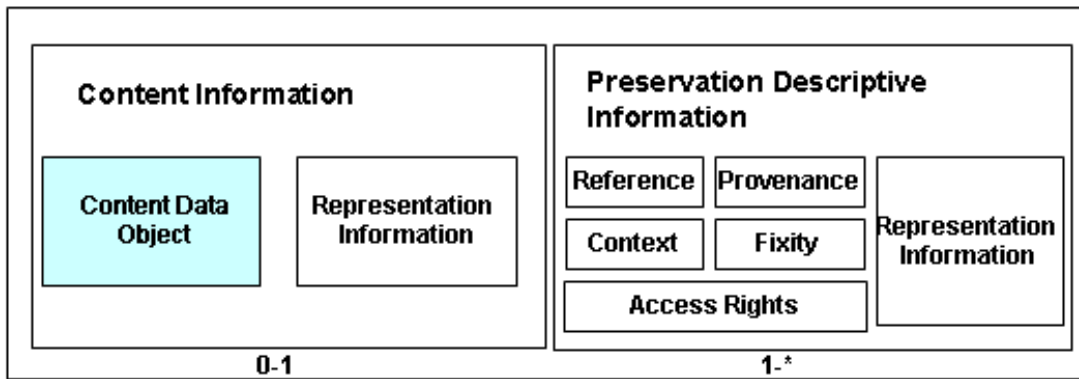 Content Information
Content Data
Object
Representation
Information
0-1
Preservation Descriptive
Information
Reference
Provenance
Context
Fixity
Access Rights
Representation
Information
1-*